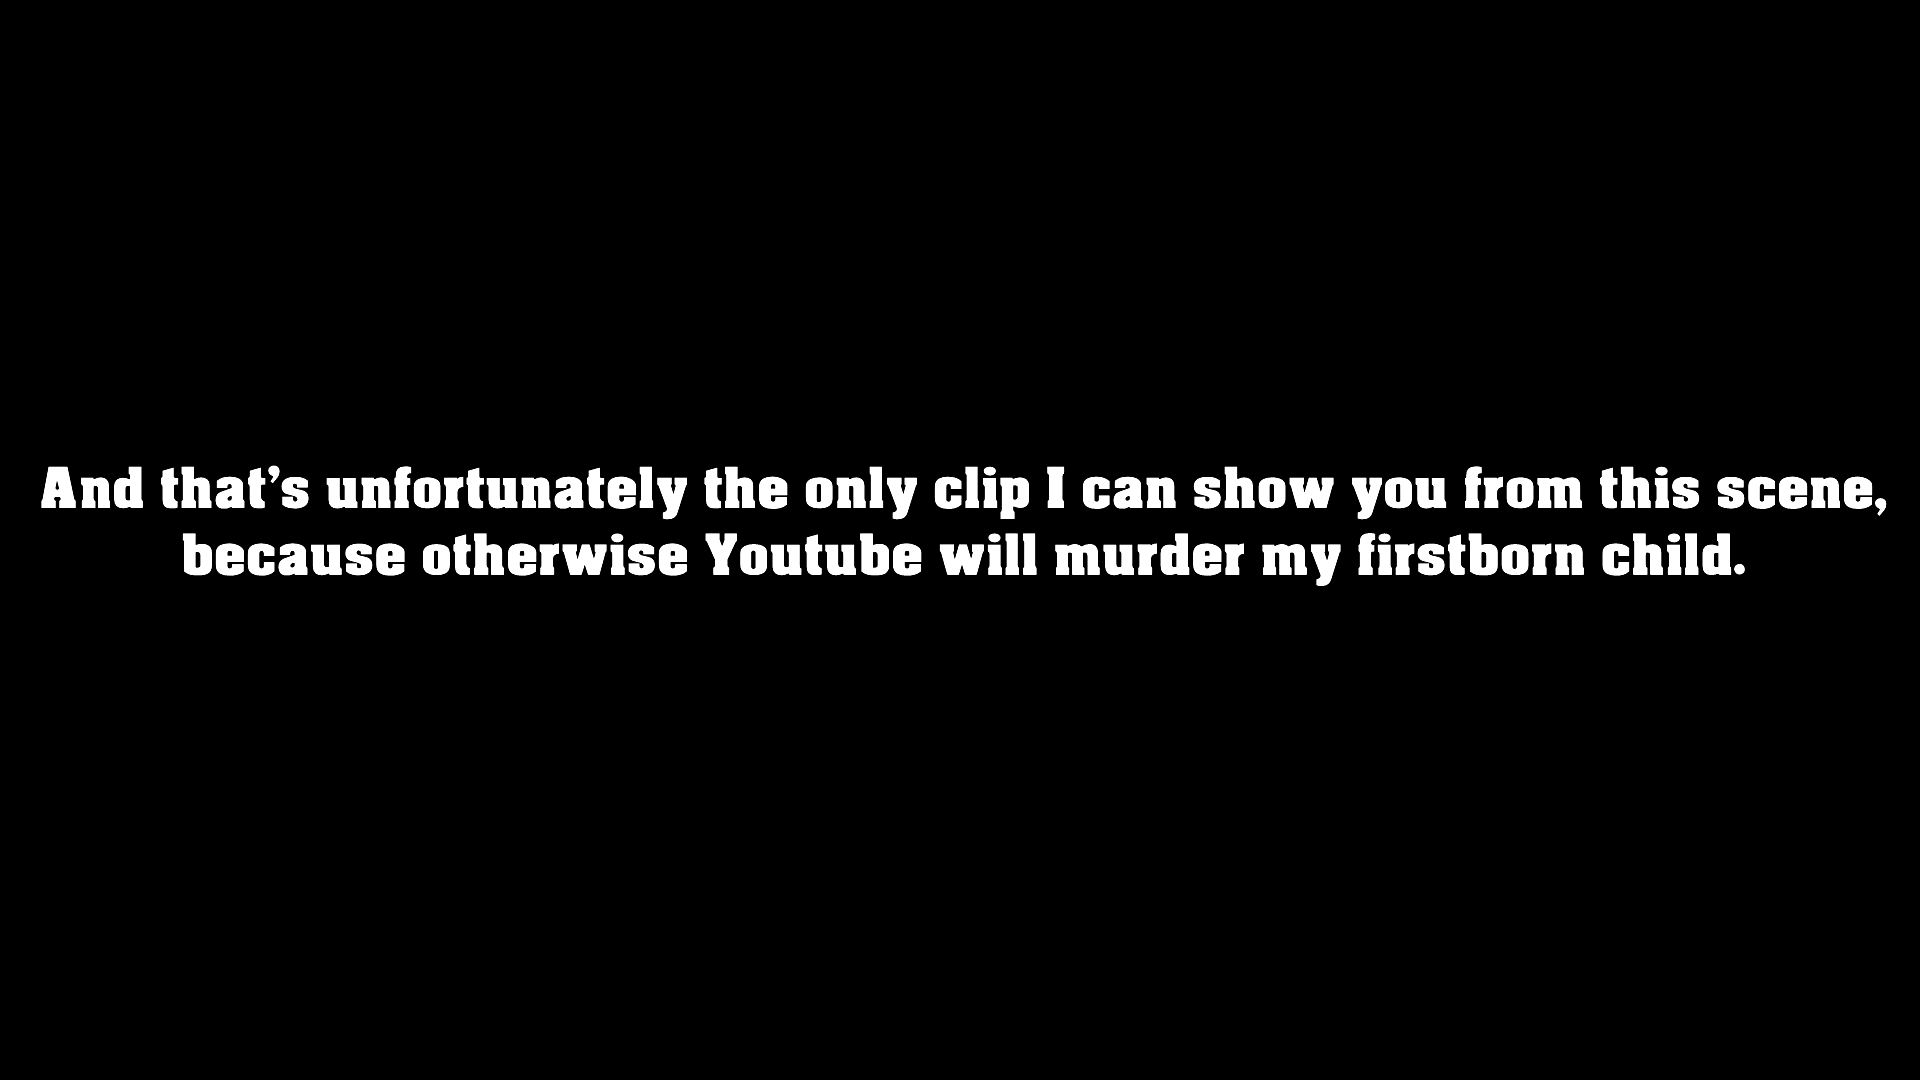 And that's unfortunately the only clip I can show you from this scene,
because otherwise Youtube will murder my firstborn child.